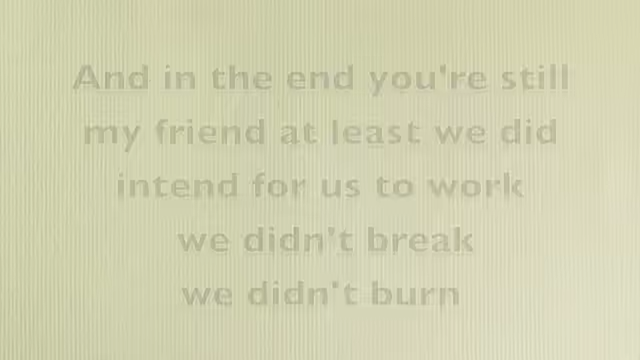 And in the end you're still
my friend at least we did
intend for us to work
we didn't break
we didn't burn